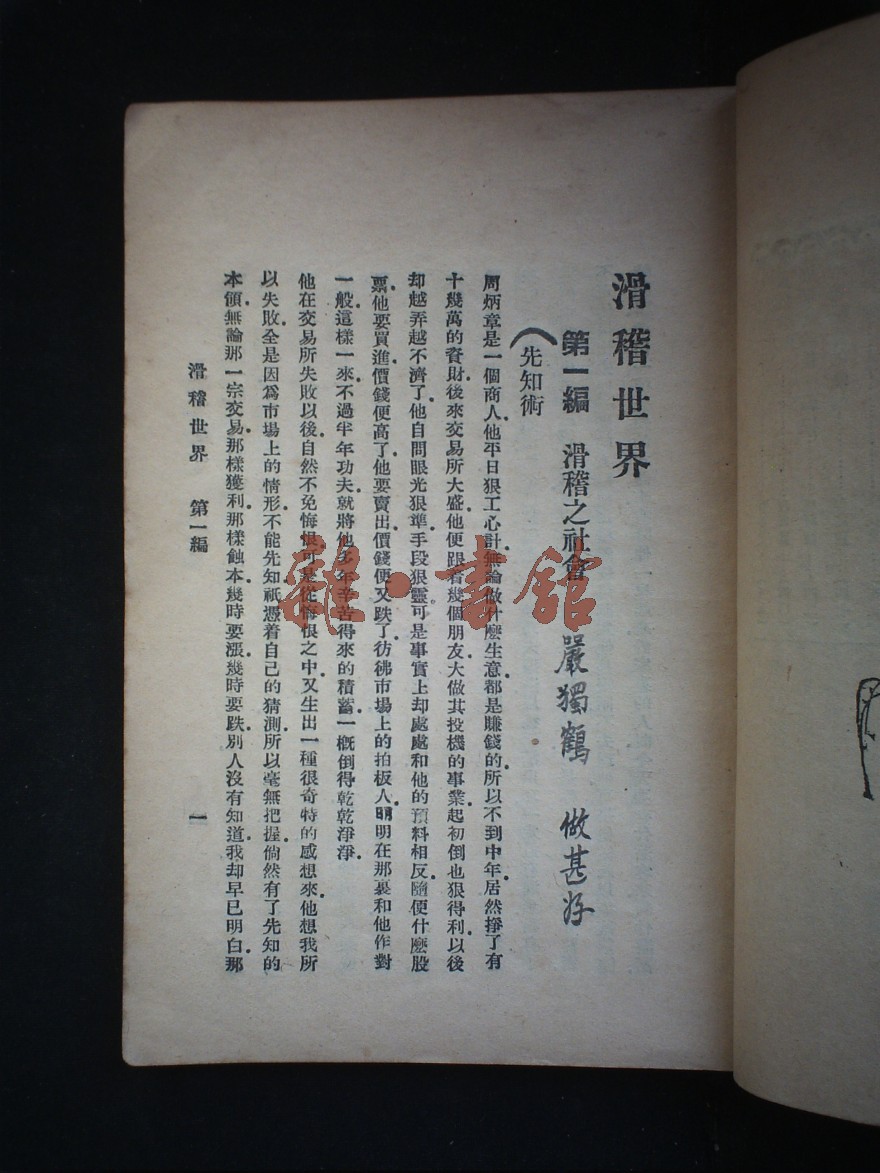 滑稽世界
第一編 滑稽之社會 嚴獨鶴 做甚好
先知術
周炳章是一個商人他平日狠工心計無論做什麽生意都是賺錢的所以不到中年居然掙了有
十幾萬的資財後來交易所大盛他便跟着幾個朋友大做其投機的事業起初倒也狠得利以後
却越弄越不濟了他自問眼光狠準手段狠靈可是事實上却處處和他的預料相反隨便什麽股
票他要買進價錢便高了他要賣出價錢便又跌了彷彿市場上的拍板人明明在那裏和他作對
一般這樣一來不過半年功夫就將他多年辛苦得來的積蓄一概倒得乾乾淨淨
他在交易所失敗以後自然不免悔恨可是從悔恨之中又生出一種很奇特的感想來他想我所
以失敗全是因爲市場上的情形不能先知祇憑着自己的猜測所以毫無把握倘然有了先知的
本領無論那一宗交易那樣獲利那樣蝕本幾時要漲幾時要跌別人沒有知道我却早已明白那
滑稽世界 第一編
一
雜·書館